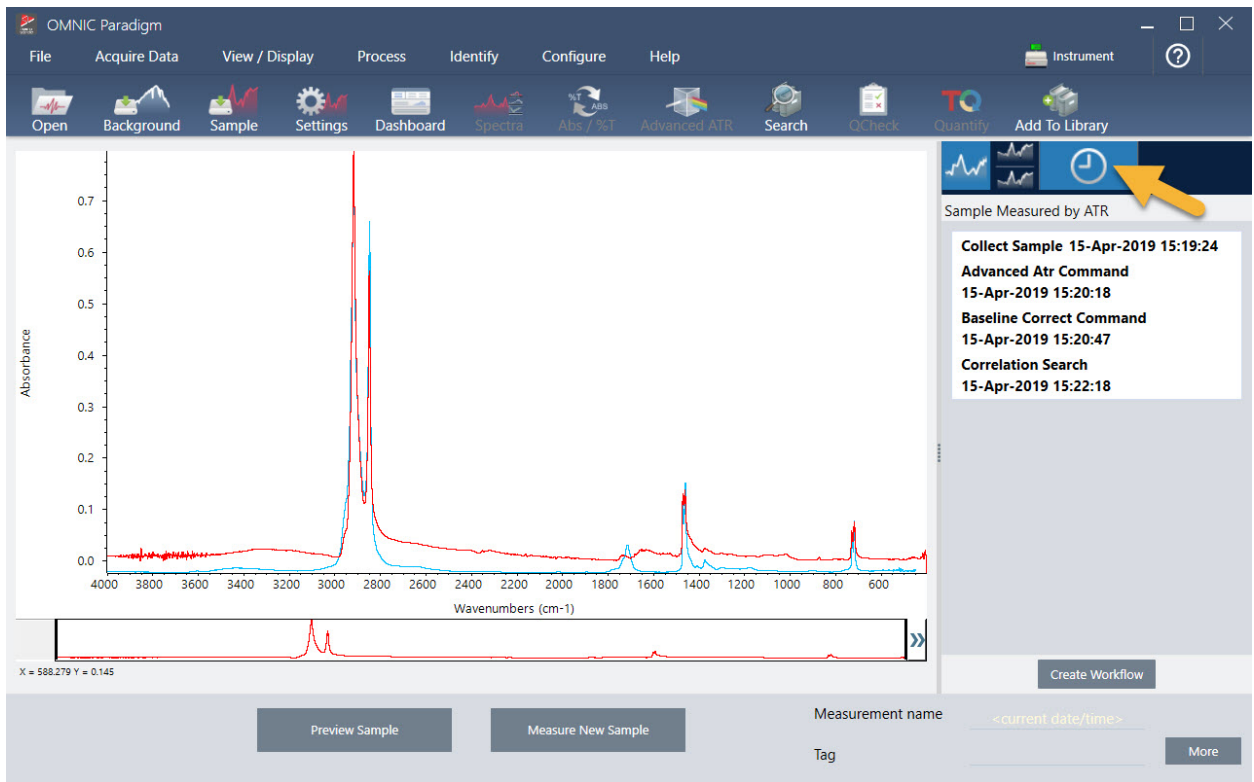 OMNIC Paradigm
File Acquire Data View / Display Process Identify Configure Help Instrument ?
%T ABS TQ
Open Background Sample Settings Dashboard Spectra Abs / %T Advanced ATR Search QCheck Quantify Add To Library
Absorbance
0.7
0.6
0.5
0.4
0.3
0.2
0.1
0.0
4000 3800 3600 3400 3200 3000 2800 2600 2400 2200 2000 1800 1600 1400 1200 1000 800 600
Wavenumbers (cm-1)
X = 588.279 Y = 0.145
Sample Measured by ATR
Collect Sample 15-Apr-2019 15:19:24
Advanced Atr Command
15-Apr-2019 15:20:18
Baseline Correct Command
15-Apr-2019 15:20:47
Correlation Search
15-Apr-2019 15:22:18
Create Workflow
Preview Sample Measure New Sample
Measurement name <current date/time>
Tag
More